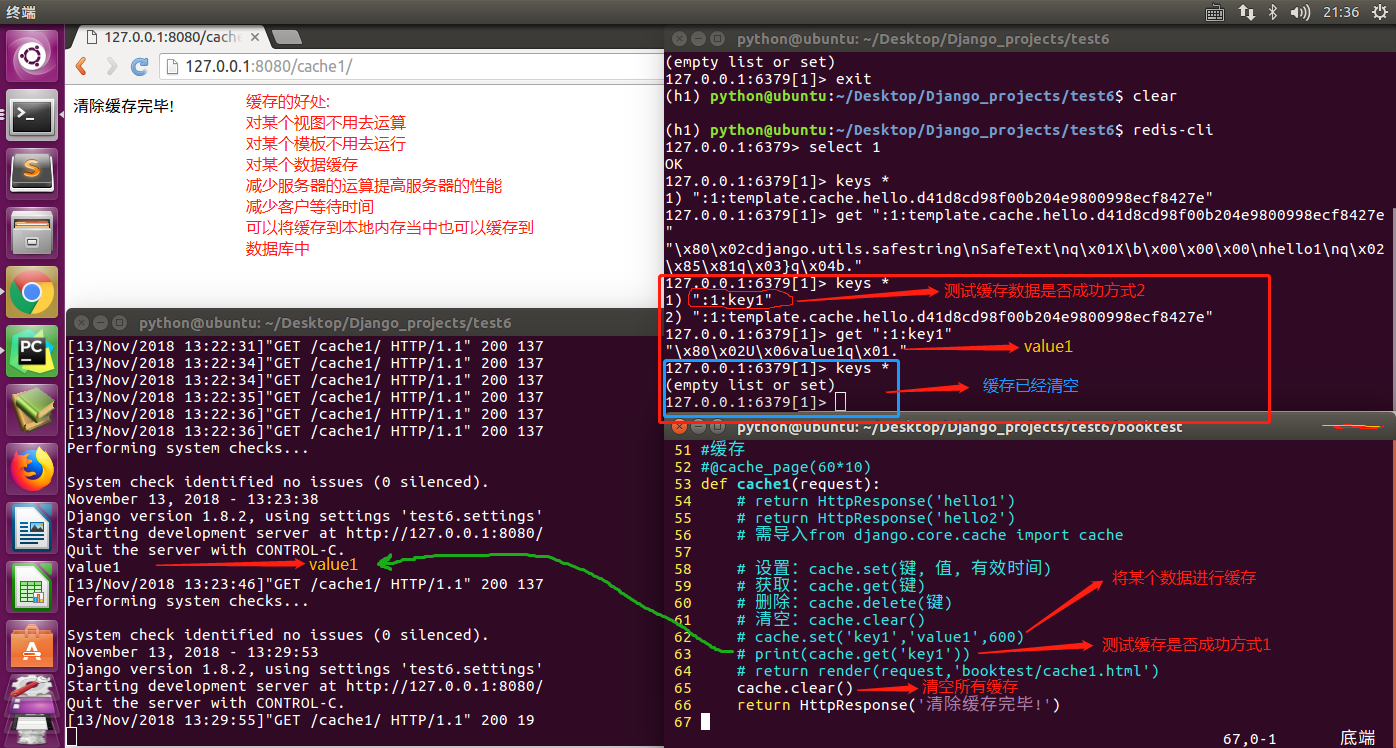 终端
21:36
127.0.0.1:8080/cache
127.0.0.1:8080/cache1/
清除缓存完毕!
缓存的好处:
对某个视图不用去运算
对某个模板不用去运行
对某个数据缓存
减少服务器的运算提高服务器的性能
减少客户等待时间
可以将缓存到本地内存当中也可以缓存到
数据库中
python@ubuntu: ~/Desktop/Django_projects/test6
(empty list or set)
127.0.0.1:6379[1]> exit
(h1) python@ubuntu:~/Desktop/Django_projects/test6$ clear
(h1) python@ubuntu:~/Desktop/Django_projects/test6$ redis-cli
127.0.0.1:6379> select 1
OK
127.0.0.1:6379[1]> keys *
1) ":1:template.cache.hello.d41d8cd98f00b204e9800998ecf8427e"
127.0.0.1:6379[1]> get ":1:template.cache.hello.d41d8cd98f00b204e9800998ecf8427e
"
"\x80\x02cdjango.utils.safestring\nSafeText\nq\x01X\b\x00\x00\x00\nhello1\nq\x02
\x85\x81q\x03}q\x04b."
127.0.0.1:6379[1]> keys *
1) ":1:key1"
测试缓存数据是否成功方式2
2) ":1:template.cache.hello.d41d8cd98f00b204e9800998ecf8427e"
127.0.0.1:6379[1]> get ":1:key1"
"\x80\x02U\x06value1q\x01."
value1
127.0.0.1:6379[1]> keys *
(empty list or set)
缓存已经清空
127.0.0.1:6379[1]>
python@ubuntu: ~/Desktop/Django_projects/test6
[13/Nov/2018 13:22:31]"GET /cache1/ HTTP/1.1" 200 137
[13/Nov/2018 13:22:34]"GET /cache1/ HTTP/1.1" 200 137
[13/Nov/2018 13:22:34]"GET /cache1/ HTTP/1.1" 200 137
[13/Nov/2018 13:22:35]"GET /cache1/ HTTP/1.1" 200 137
[13/Nov/2018 13:22:36]"GET /cache1/ HTTP/1.1" 200 137
[13/Nov/2018 13:22:36]"GET /cache1/ HTTP/1.1" 200 137
Performing system checks...
System check identified no issues (0 silenced).
November 13, 2018 - 13:23:38
Django version 1.8.2, using settings 'test6.settings'
Starting development server at http://127.0.0.1:8080/
Quit the server with CONTROL-C.
value1
value1
[13/Nov/2018 13:23:46]"GET /cache1/ HTTP/1.1" 200 137
Performing system checks...
System check identified no issues (0 silenced).
November 13, 2018 - 13:29:53
Django version 1.8.2, using settings 'test6.settings'
Starting development server at http://127.0.0.1:8080/
Quit the server with CONTROL-C.
[13/Nov/2018 13:29:55]"GET /cache1/ HTTP/1.1" 200 19
python@ubuntu: ~/Desktop/Django_projects/test6/booktest
51 #缓存
52 #@cache_page(60*10)
53 def cache1(request):
54 # return HttpResponse('hello1')
55 # return HttpResponse('hello2')
56 # 需导入from django.core.cache import cache
57
58 # 设置：cache.set(键, 值, 有效时间)
59 # 获取：cache.get(键)
60 # 删除：cache.delete(键)
61 # 清空：cache.clear()
62 # cache.set('key1','value1',600)
将某个数据进行缓存
63 # print(cache.get('key1'))
测试缓存是否成功方式1
64 # return render(request,'booktest/cache1.html')
65 cache.clear()
清空所有缓存
66 return HttpResponse('清除缓存完毕!')
67
67,0-1
底端
PC